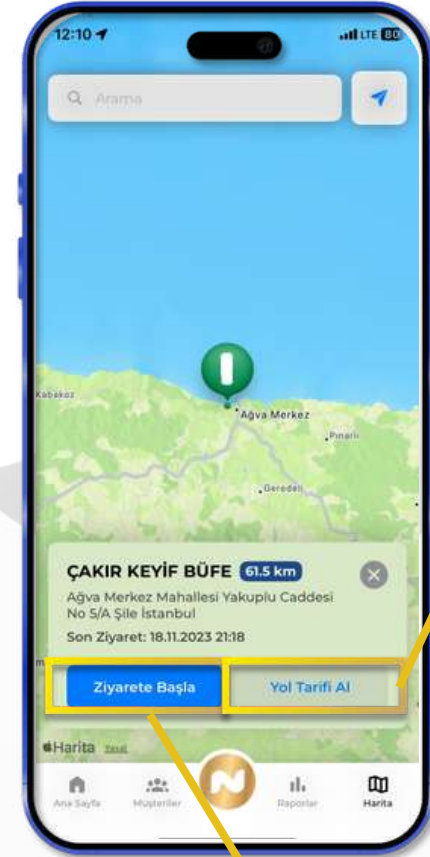 12:10
LTE 80
Arama
Kabakoz
Ağva Merkez
Pınarlı
Geredeli
ÇAKIR KEYİF BÜFE 61.5 km
Ağva Merkez Mahallesi Yakuplu Caddesi
No 5/A Şile İstanbul
Son Ziyaret: 18.11.2023 21:18
Ziyarete Başla
Yol Tarifi Al
Harita Yasal
N
Ana Sayfa
Müşteriler
Raporlar
Harita